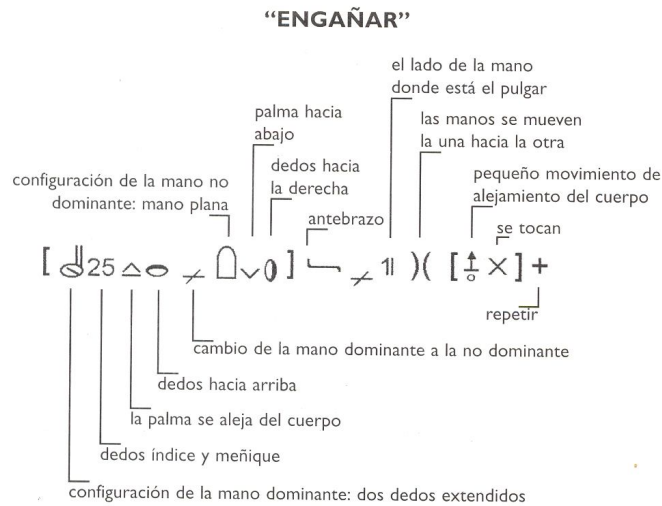 “ENGAÑAR”
el lado de la mano
donde está el pulgar
palma hacia
abajo
las manos se mueven
la una hacia la otra
dedos hacia
la derecha
pequeño movimiento de
alejamiento del cuerpo
configuración de la mano no
dominante: mano plana
antebrazo
se tocan
[ 25 ] )( [ × ] +
repetir
cambio de la mano dominante a la no dominante
dedos hacia arriba
la palma se aleja del cuerpo
dedos índice y meñique
configuración de la mano dominante: dos dedos extendidos